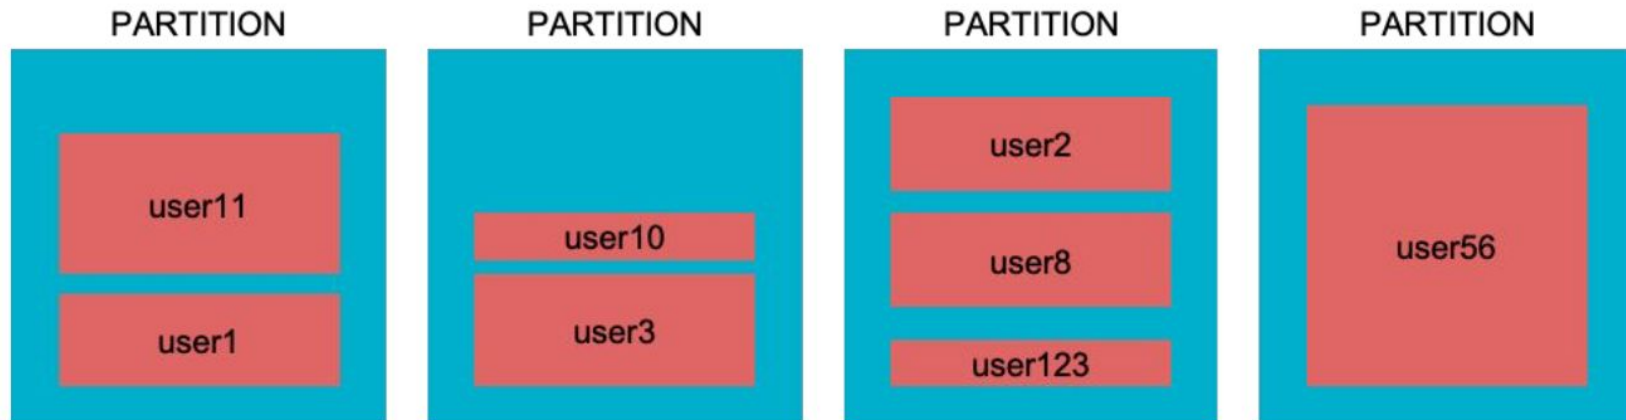 PARTITION PARTITION PARTITION PARTITION
user11
user1
user10
user3
user2
user8
user123
user56